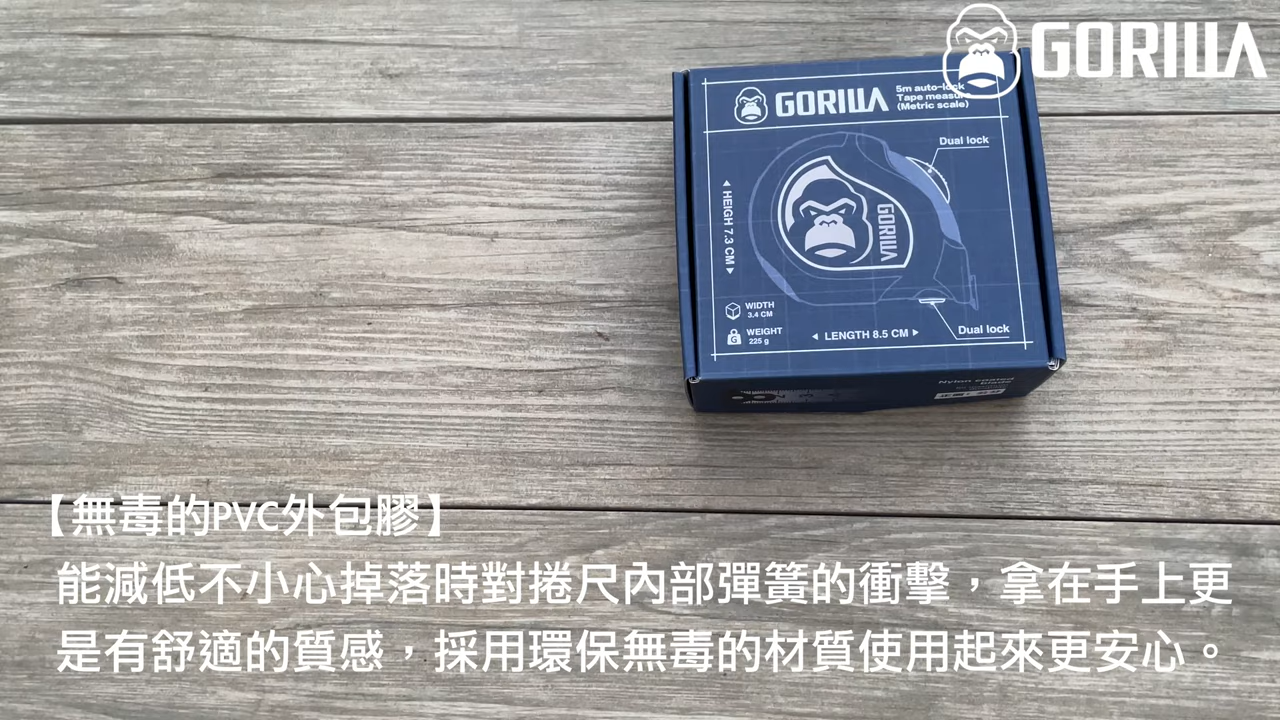 GORILLA
GORILLA
5m auto-lock
Tape measure
(Metric scale)
Dual lock
HEIGH 7.3 CM
GORILLA
WIDTH
3.4 CM
WEIGHT
225 g
LENGTH 8.5 CM
Dual lock
Nylon coated
blade
【無毒的PVC外包膠】
能減低不小心掉落時對捲尺內部彈簧的衝擊，拿在手上更
是有舒適的質感，採用環保無毒的材質使用起來更安心。